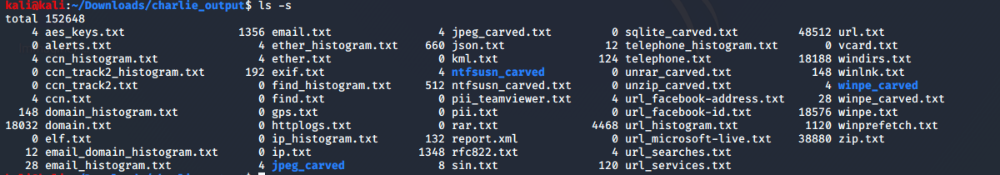 kali@kali:~/Downloads/charlie_output$ ls -s
total 152648
    4 aes_keys.txt                 1356 email.txt              4 jpeg_carved.txt          0 sqlite_carved.txt          48512 url.txt
    0 alerts.txt                      4 ether_histogram.txt  660 json.txt                12 telephone_histogram.txt        0 vcard.txt
    4 ccn_histogram.txt               4 ether.txt              0 kml.txt                124 telephone.txt              18188 windirs.txt
    0 ccn_track2_histogram.txt      192 exif.txt               4 ntfsusn_carved           0 unrar_carved.txt             148 winlnk.txt
    0 ccn_track2.txt                  0 find_histogram.txt   512 ntfsusn_carved.txt       0 unzip_carved.txt               4 winpe_carved
    4 ccn.txt                         0 find.txt               0 pii_teamviewer.txt       4 url_facebook-address.txt      28 winpe_carved.txt
  148 domain_histogram.txt            0 gps.txt                0 pii.txt                  0 url_facebook-id.txt        18576 winpe.txt
18032 domain.txt                      0 httplogs.txt           0 rar.txt               4468 url_histogram.txt           1120 winprefetch.txt
    0 elf.txt                         0 ip_histogram.txt     132 report.xml               0 url_microsoft-live.txt     38880 zip.txt
   12 email_domain_histogram.txt      0 ip.txt              1348 rfc822.txt               4 url_searches.txt
   28 email_histogram.txt             4 jpeg_carved            8 sin.txt                120 url_services.txt